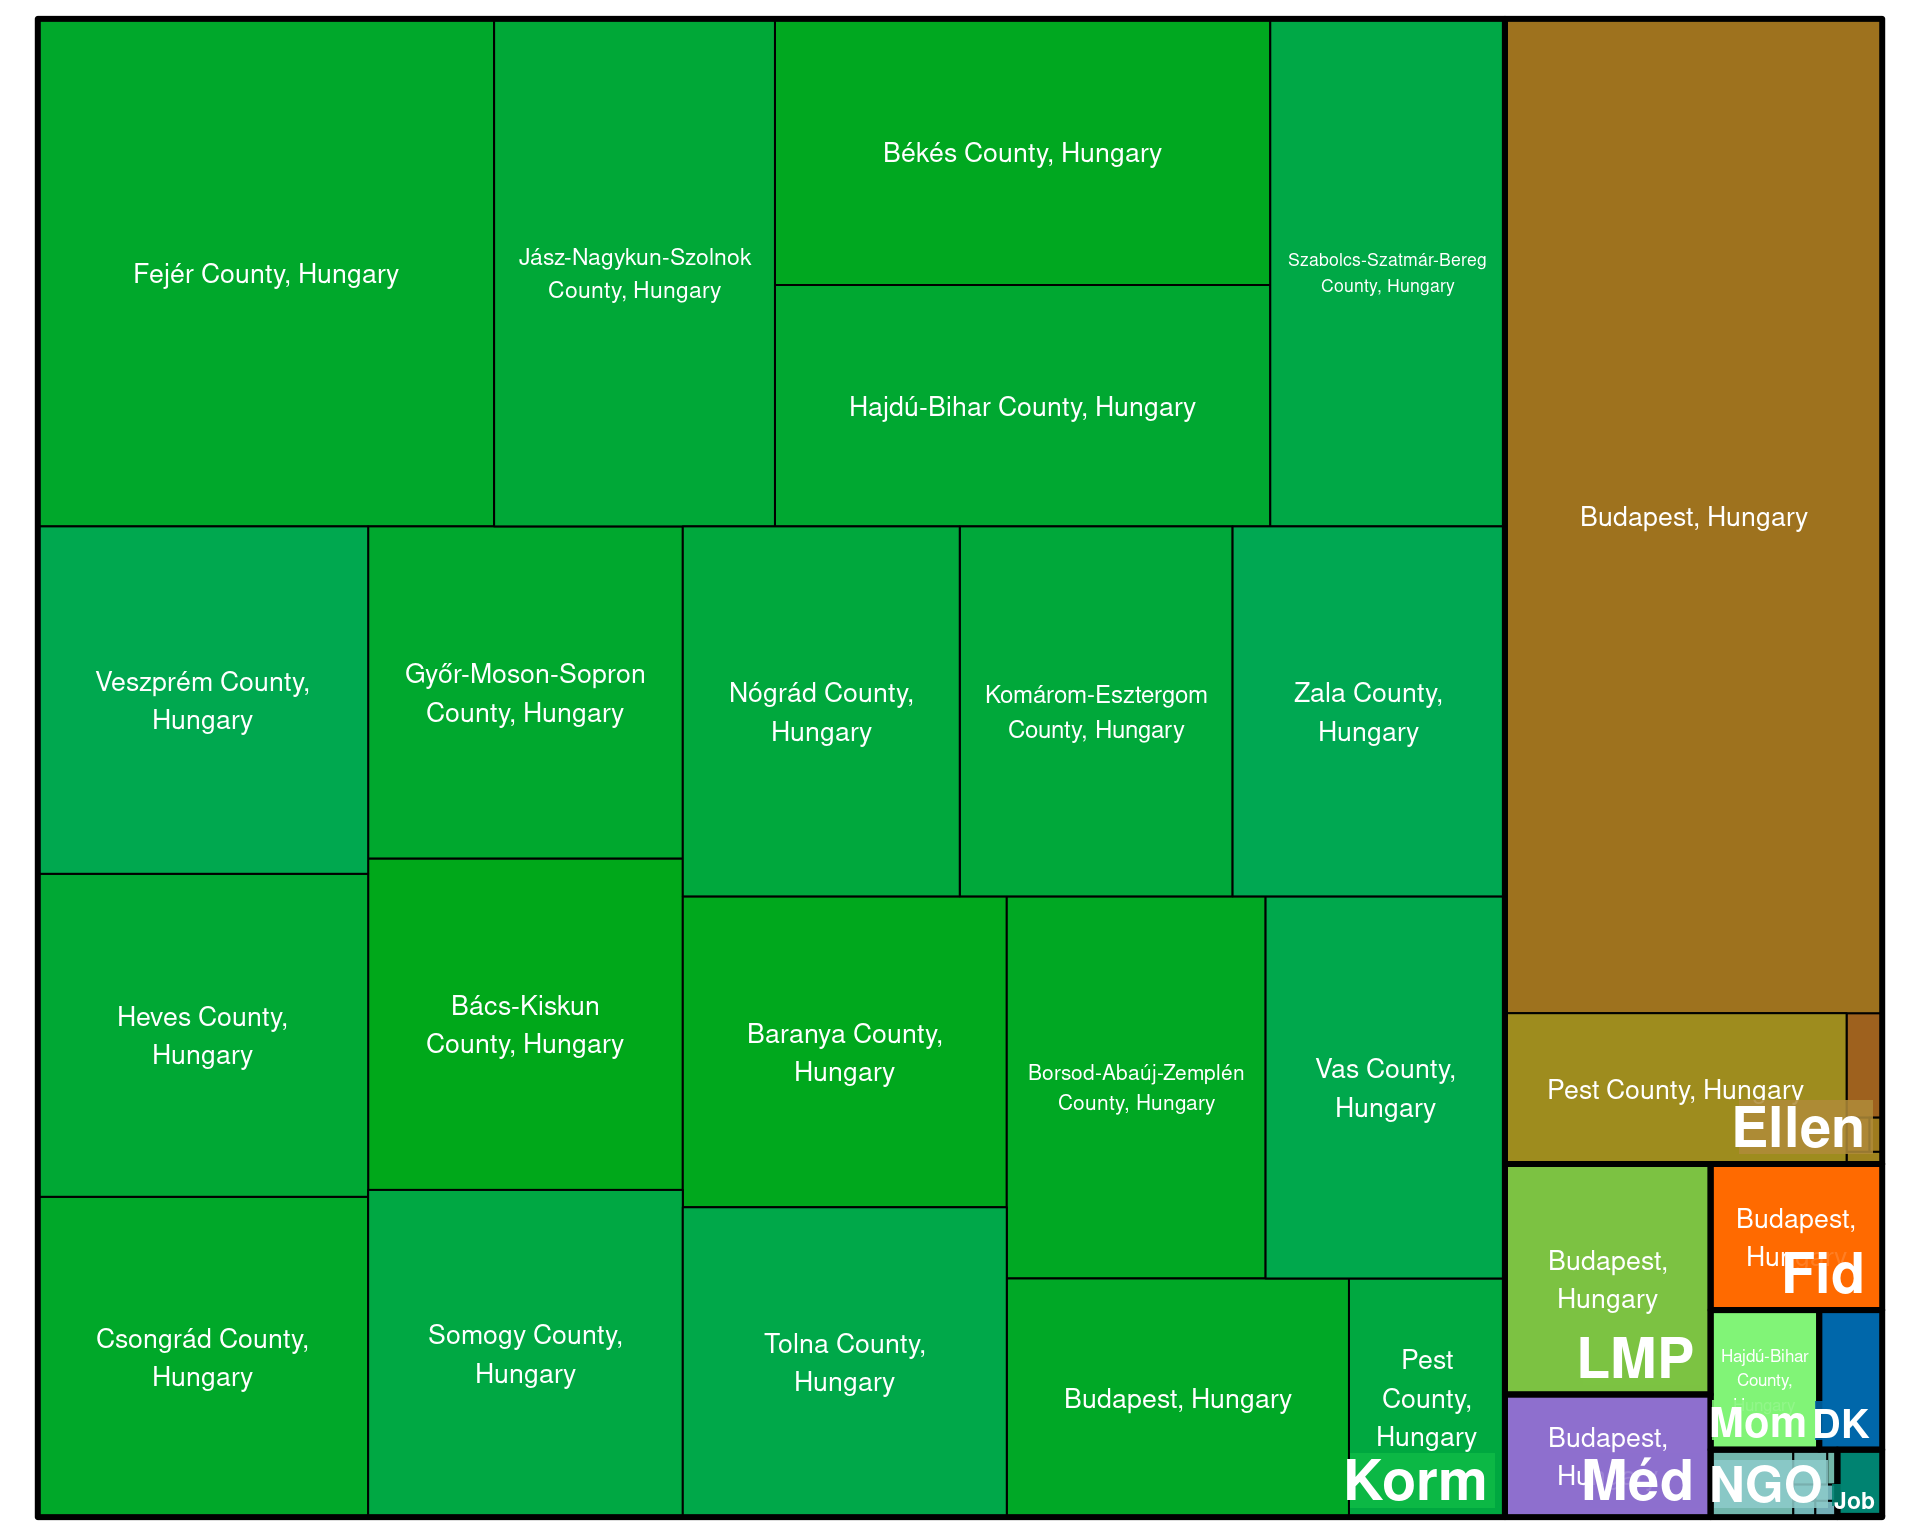 Fejér County, Hungary
Jász-Nagykun-Szolnok
County, Hungary
Békés County, Hungary
Hajdú-Bihar County, Hungary
Szabolcs-Szatmár-Bereg
County, Hungary
Veszprém County,
Hungary
Győr-Moson-Sopron
County, Hungary
Nógrád County,
Hungary
Komárom-Esztergom
County, Hungary
Zala County,
Hungary
Heves County,
Hungary
Bács-Kiskun
County, Hungary
Baranya County,
Hungary
Borsod-Abaúj-Zemplén
County, Hungary
Vas County,
Hungary
Csongrád County,
Hungary
Somogy County,
Hungary
Tolna County,
Hungary
Budapest, Hungary
Pest
County,
Hungary
Korm
Budapest, Hungary
Pest County, Hungary
Ellen
Budapest,
Hungary
LMP
Budapest,
Hungary
Fid
Hajdú-Bihar
County,
Hungary
Mom
DK
Budapest,
Hungary
Méd
NGO
Job